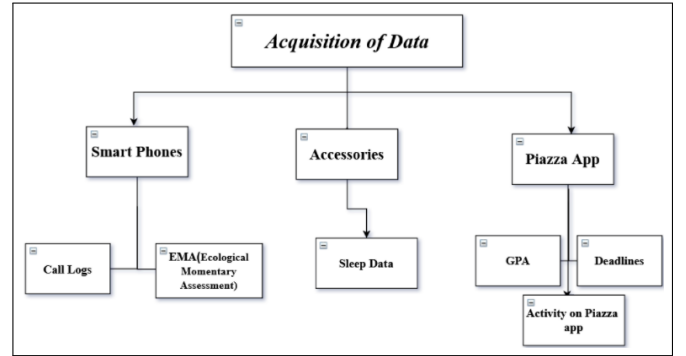 Acquisition of Data
Smart Phones
Accessories
Piazza App
Call Logs
EMA(Ecological
Momentary
Assessment)
Sleep Data
GPA
Deadlines
Activity on Piazza
app